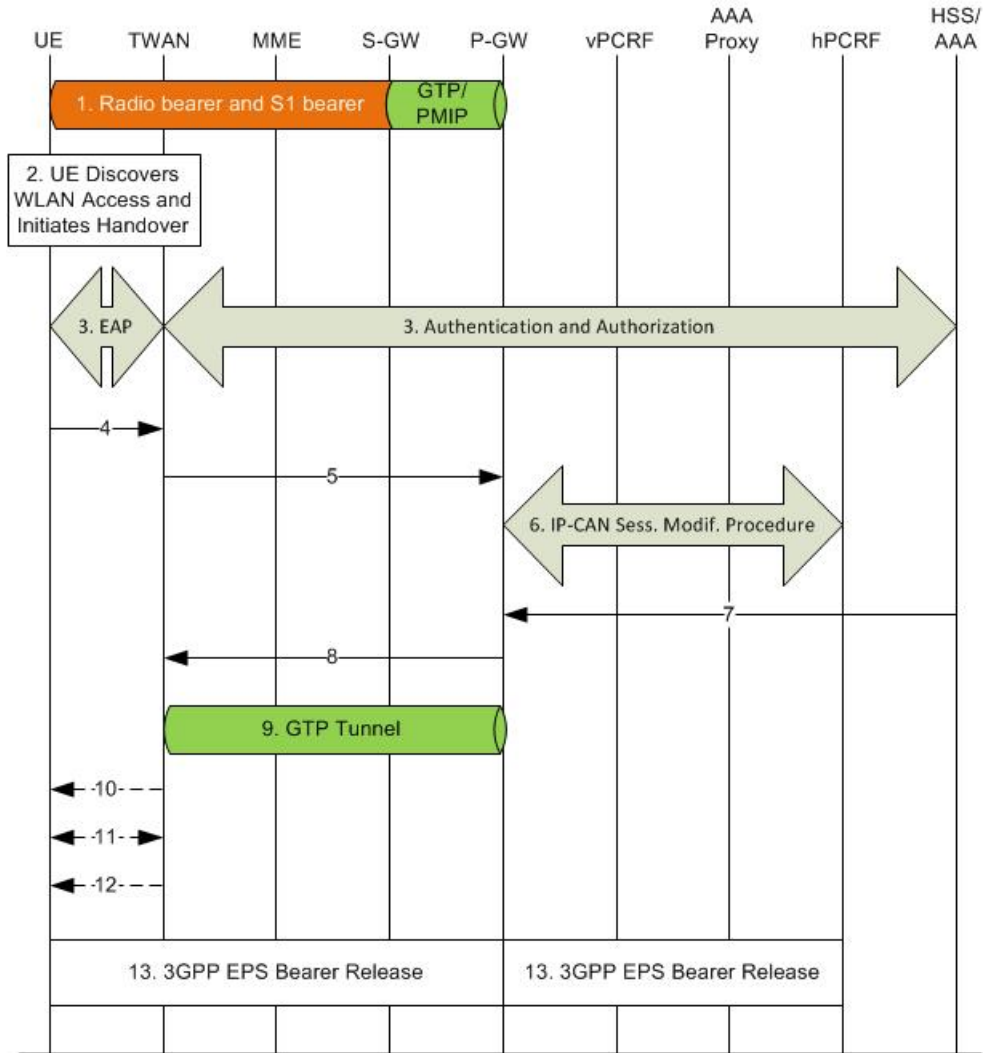 UE TWAN MME S-GW P-GW vPCRF AAA Proxy hPCRF HSS/ AAA
1. Radio bearer and S1 bearer
GTP/
PMIP
2. UE Discovers
WLAN Access and
Initiates Handover
3. EAP
3. Authentication and Authorization
4
5
6. IP-CAN Sess. Modif. Procedure
7
8
9. GTP Tunnel
10
11
12
13. 3GPP EPS Bearer Release
13. 3GPP EPS Bearer Release